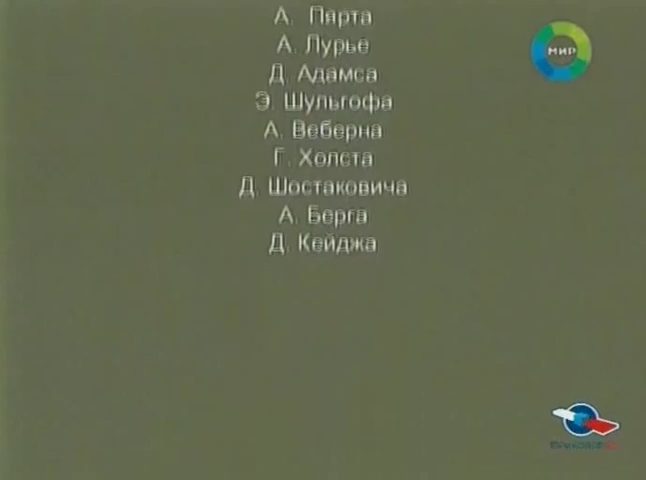 А. Пярта
А. Лурье
Д. Адамса
Э. Шульгофа
А. Веберна
Г. Холста
Д. Шостаковича
А. Берга
Д. Кейджа
МИР